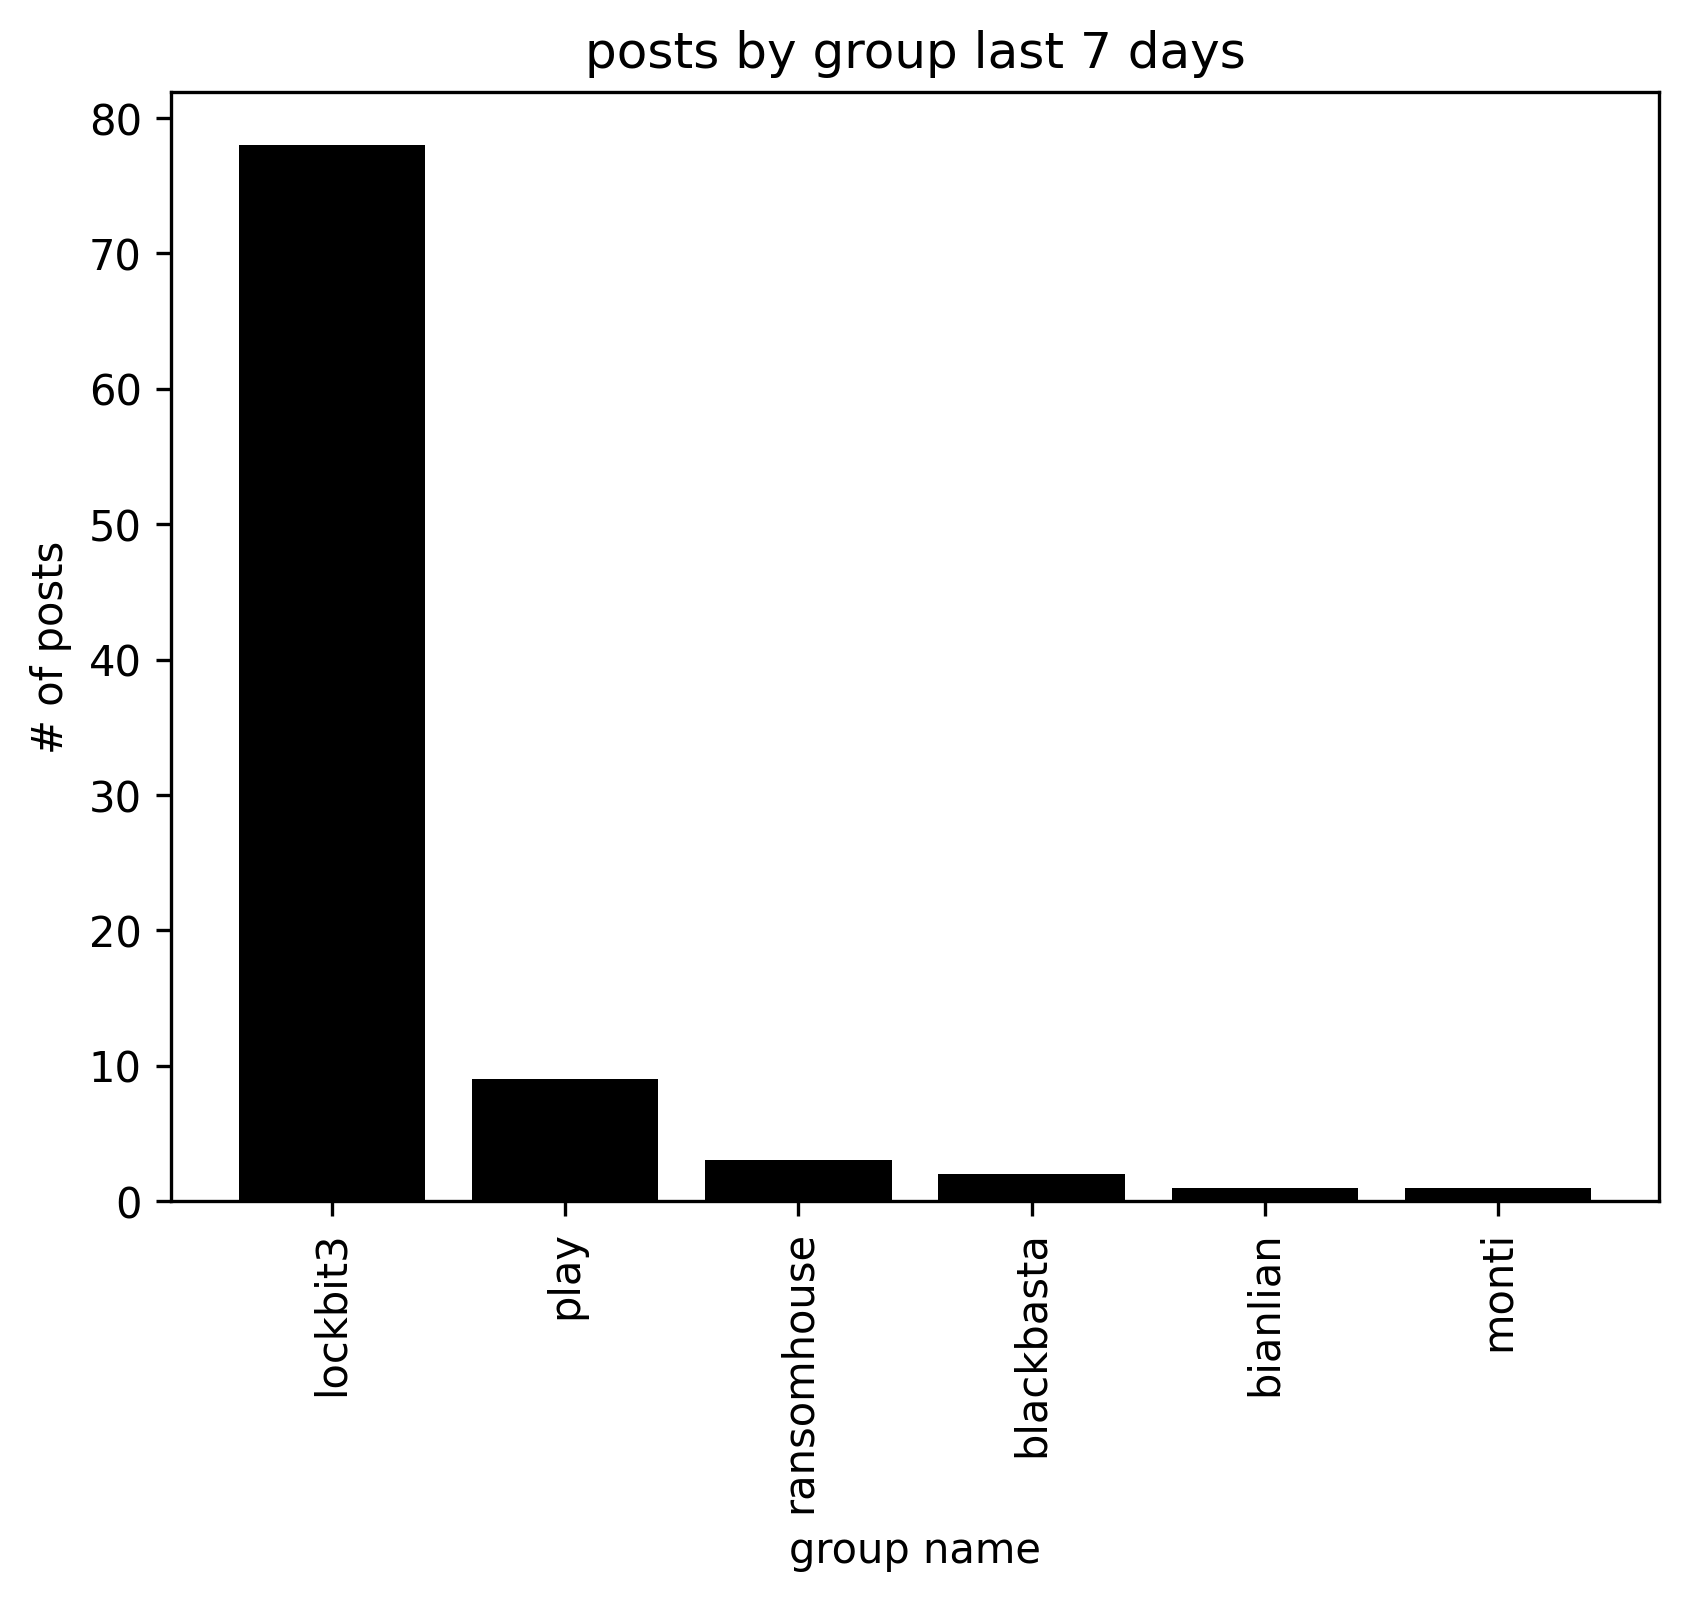 posts by group last 7 days
80
70
60
50
40
30
20
10
0
# of posts
lockbit3
play
ransomhouse
blackbasta
bianlian
monti
group name